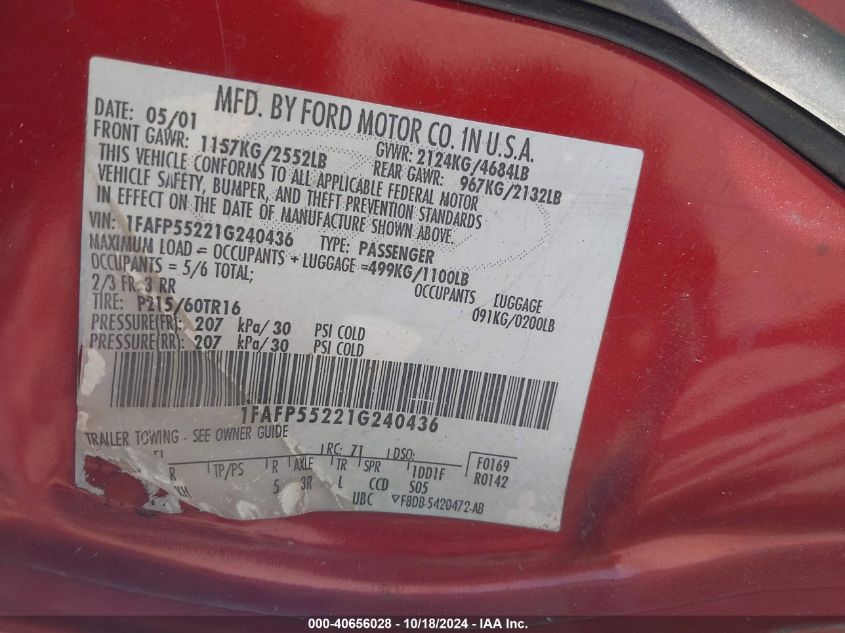 MFD. BY FORD MOTOR CO. IN U.S.A.
DATE: 05/01 GVWR: 2124KG/4684LB
FRONT GAWR: 1157KG/2552LB REAR GAWR: 967KG/2132LB
THIS VEHICLE CONFORMS TO ALL APPLICABLE FEDERAL MOTOR
VEHICLE SAFETY, BUMPER, AND THEFT PREVENTION STANDARDS
IN EFFECT ON THE DATE OF MANUFACTURE SHOWN ABOVE.
VIN: 1FAFP55221G240436 TYPE: PASSENGER
MAXIMUM LOAD = OCCUPANTS + LUGGAGE =499KG/1100LB
OCCUPANTS = 5/6 TOTAL; OCCUPANTS LUGGAGE
2/3 FR, 3 RR 091KG/0200LB
TIRE: P215/60TR16
PRESSURE(FR): 207 kPa/30 PSI COLD
PRESSURE(RR): 207 kPa/30 PSI COLD
1FAFP55221G240436
TRAILER TOWING - SEE OWNER GUIDE
RC: 71 DSO: F0169
R TP/PS R AXLE TR SPR 1DD1F R0142
KH 5 3R L CCD S05
UBC F8DB-5420472-AB
000-40656028 - 10/18/2024 - IAA Inc.